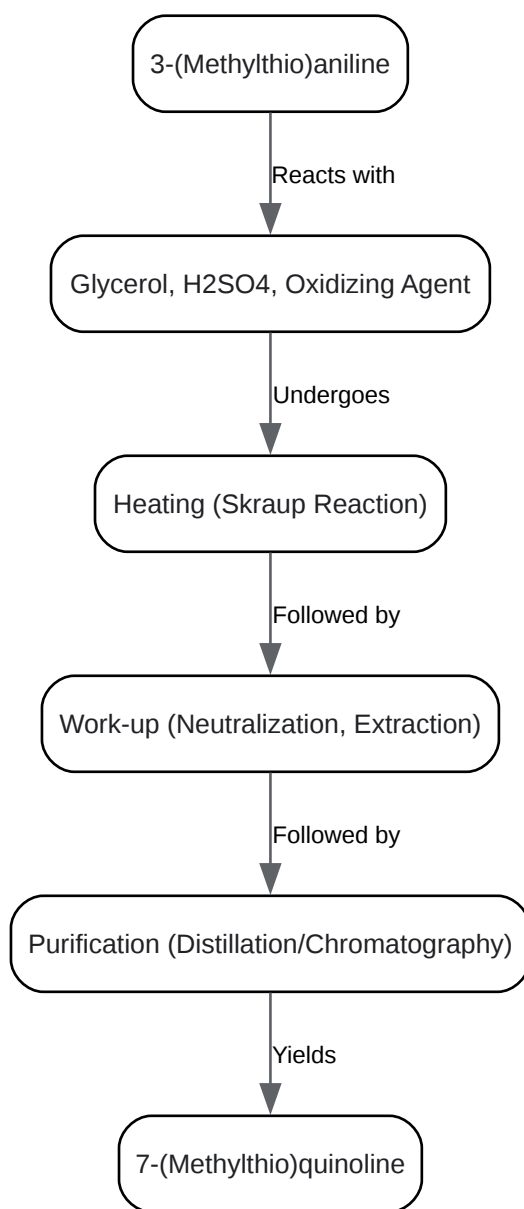 3-(Methylthio)aniline
Reacts with
Glycerol, H2SO4, Oxidizing Agent
Undergoes
Heating (Skraup Reaction)
Followed by
Work-up (Neutralization, Extraction)
Followed by
Purification (Distillation/Chromatography)
Yields
7-(Methylthio)quinoline